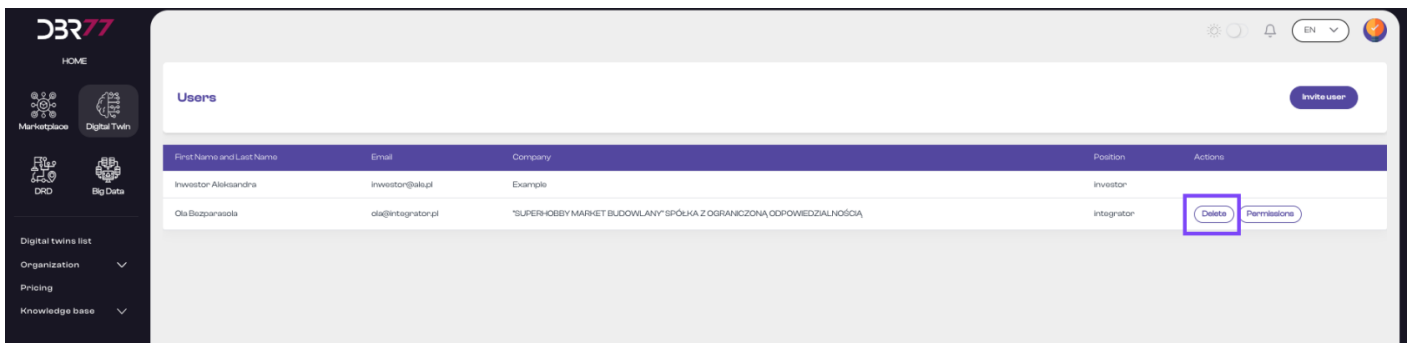 DBR77
HOME
EN
Marketplace
Digital Twin
DRD
Big Data
Digital twins list
Organization
Pricing
Knowledge base
Users
Invite user
First Name and Last Name Email Company Position Actions
Inwestor Aleksandra inwestor@ale.pl Example investor
Ola Bezparasola ola@integrator.pl "SUPERHOBBY MARKET BUDOWLANY" SPÓŁKA Z OGRANICZONĄ ODPOWIEDZIALNOŚCIĄ integrator Delete Permissions